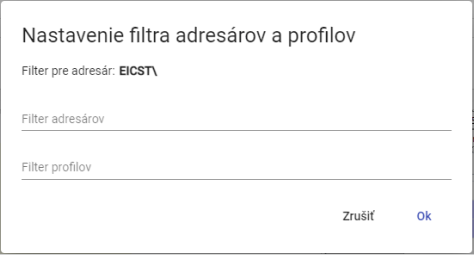 Nastavenie filtra adresárov a profilov
Filter pre adresár: EICST\
Filter adresárov
Filter profilov
Zrušiť
Ok